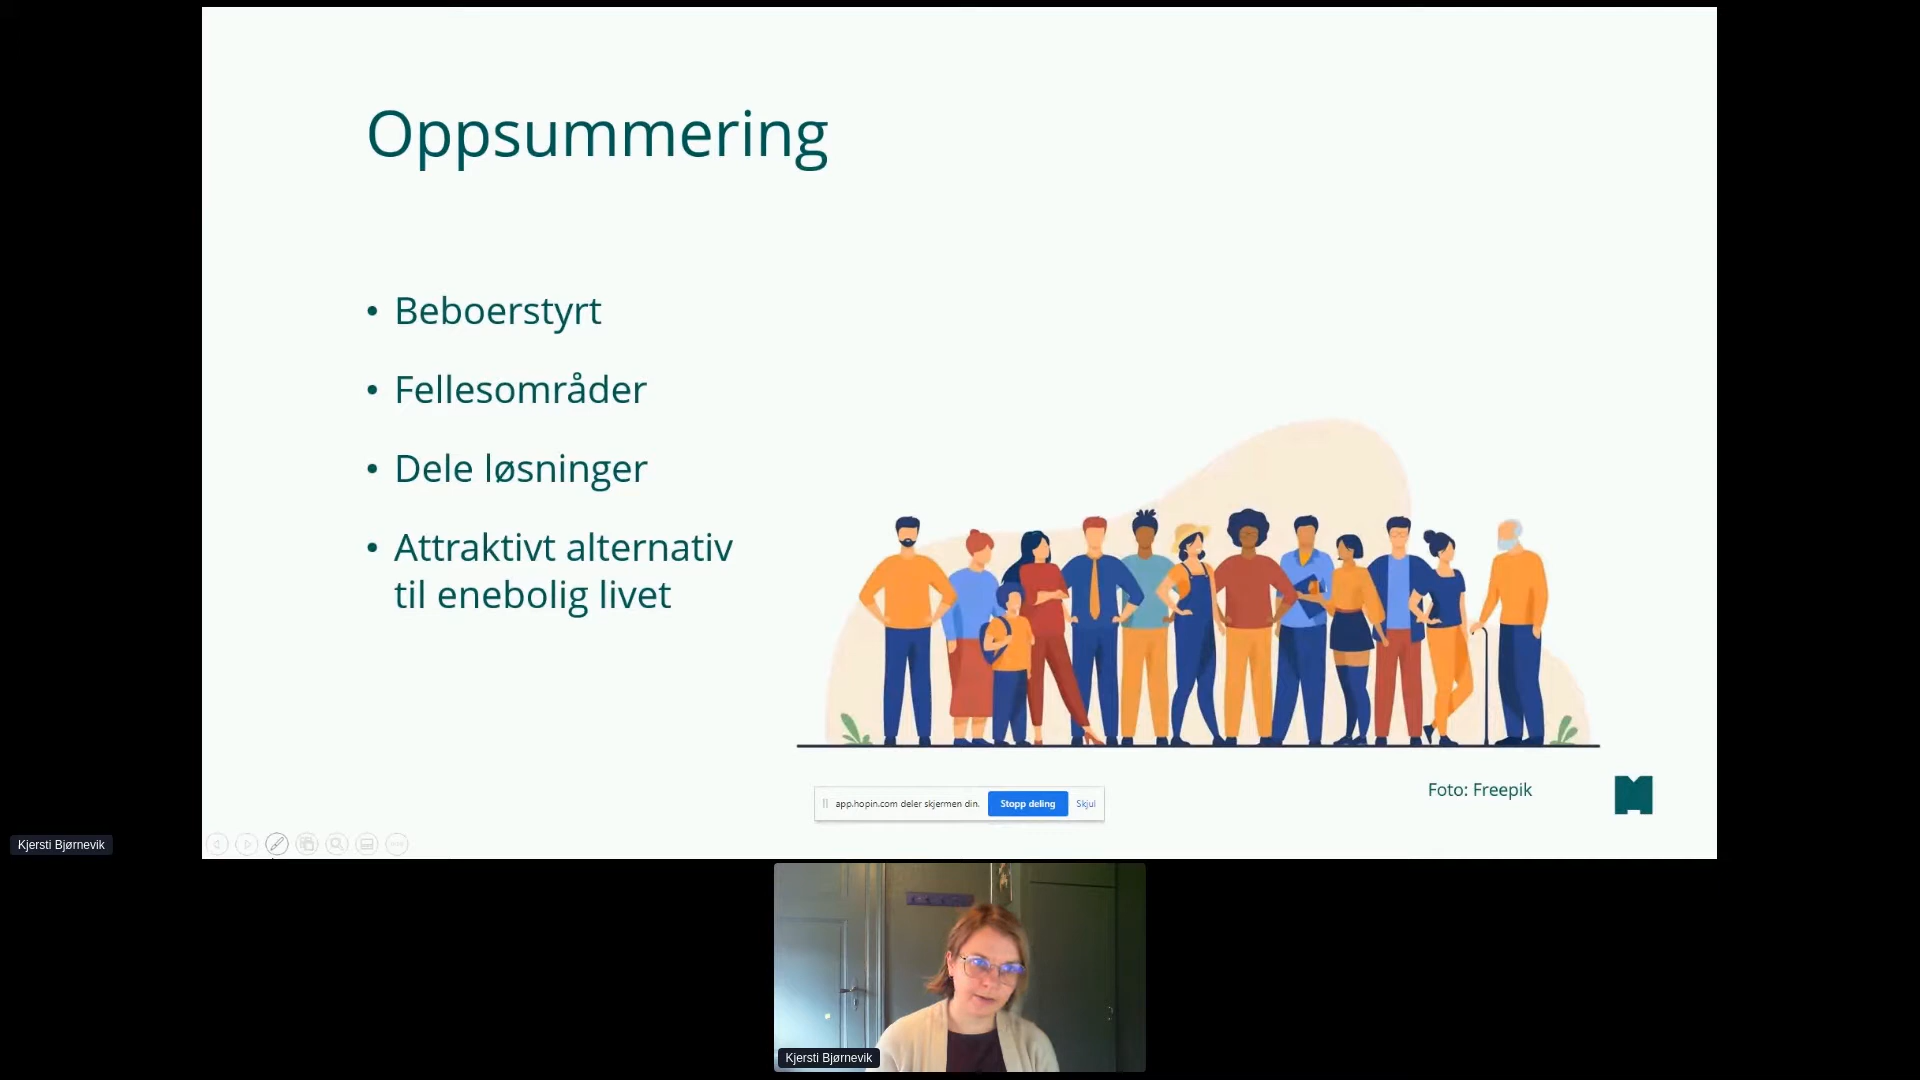 Oppsummering
• Beboerstyrt
• Fellesområder
• Dele løsninger
• Attraktivt alternativ
til enebolig livet
Foto: Freepik
app.hopin.com deler skjermen din.
Stopp deling
Skjul
Kjersti Bjørnevik
Kjersti Bjørnevik